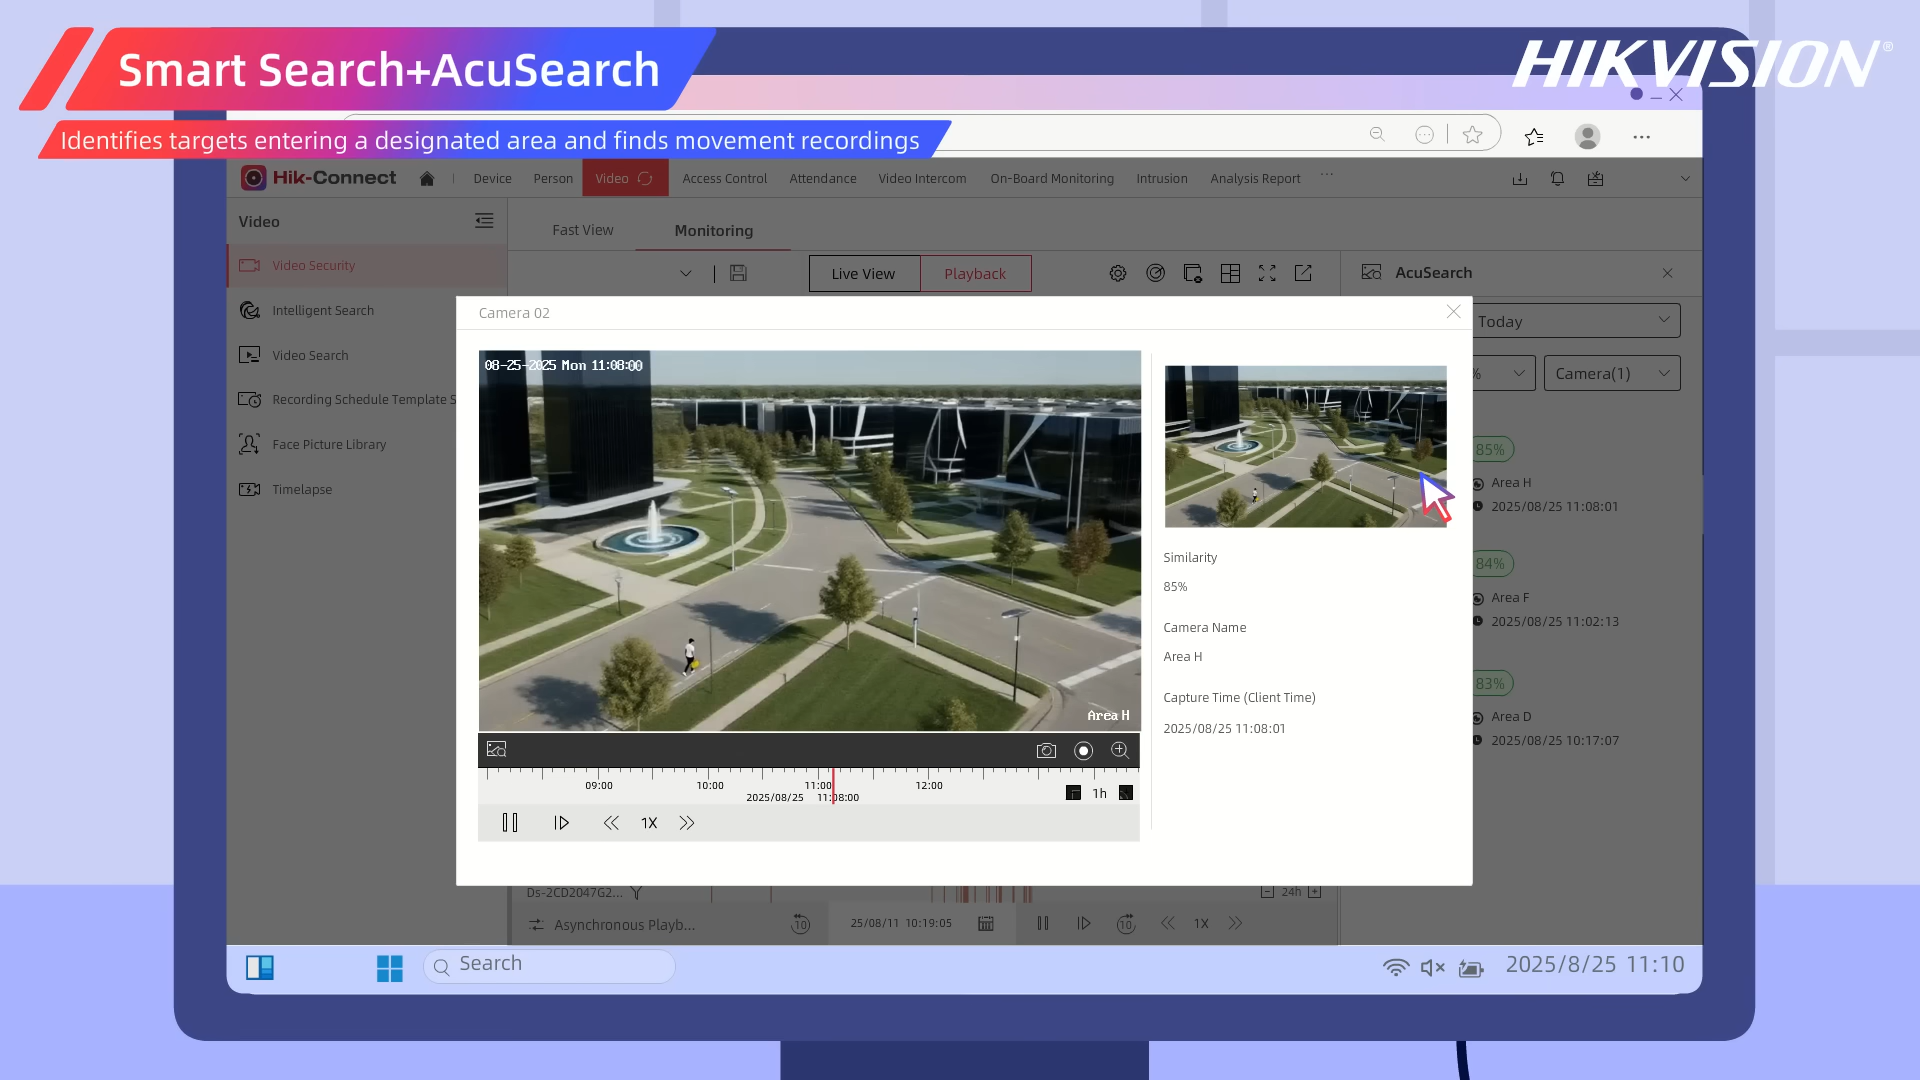 Smart Search+AcuSearch
HIKVISION®
Identifies targets entering a designated area and finds movement recordings
Hik-Connect
Device
Person
Video
Access Control
Attendance
Video Intercom
On-Board Monitoring
Intrusion
Analysis Report
Video
Fast View
Monitoring
Video Security
Live View
Playback
AcuSearch
Intelligent Search
Camera 02
Today
Video Search
08-25-2025 Mon 11:08:00
%
Camera(1)
Recording Schedule Template S
Face Picture Library
85%
Timelapse
Area H
2025/08/25 11:08:01
Similarity
85%
84%
Area F
2025/08/25 11:02:13
Camera Name
Area H
83%
Capture Time (Client Time)
2025/08/25 11:08:01
Area D
2025/08/25 10:17:07
Area H
09:00
10:00
11:00
12:00
2025/08/25 11:08:00
1h
1X
Ds-2CD2047G2...
24h
Asynchronous Playb...
10
25/08/11 10:19:05
10
1X
Search
2025/8/25 11:10